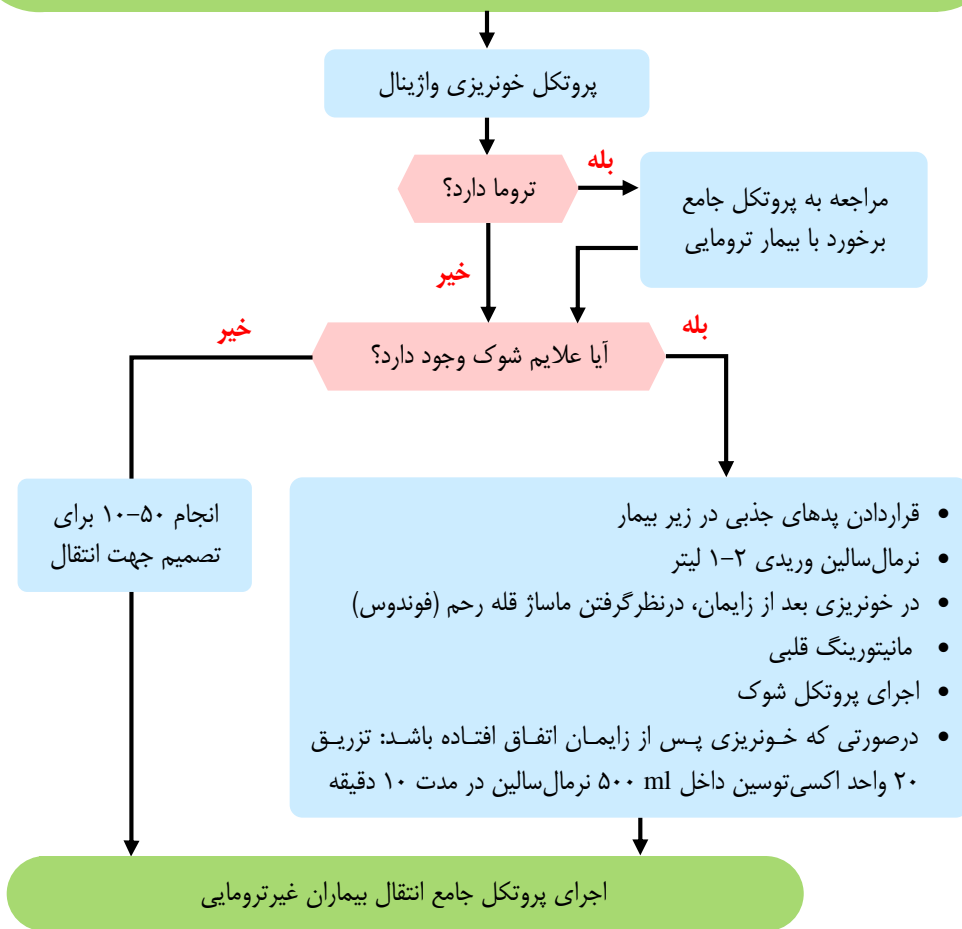 پروتکل خونریزی واژینال
تروما دارد؟
بله
مراجعه به پروتکل جامع
برخورد با بیمار ترومایی
خیر
آیا علایم شوک وجود دارد؟
بله
خیر
• قراردادن پدهای جذبی در زیر بیمار
• نرمال‌سالین وریدی ۲-۱ لیتر
• در خونریزی بعد از زایمان، درنظرگرفتن ماساژ قله رحم (فوندوس)
• مانیتورینگ قلبی
• اجرای پروتکل شوک
• درصورتی که خونریزی پس از زایمان اتفاق افتاده باشد: تزریق
۲۰ واحد اکسی‌توسین داخل ۵۰۰ ml نرمال‌سالین در مدت ۱۰ دقیقه
انجام ۵۰-۱۰ برای
تصمیم جهت انتقال
اجرای پروتکل جامع انتقال بیماران غیرترومایی